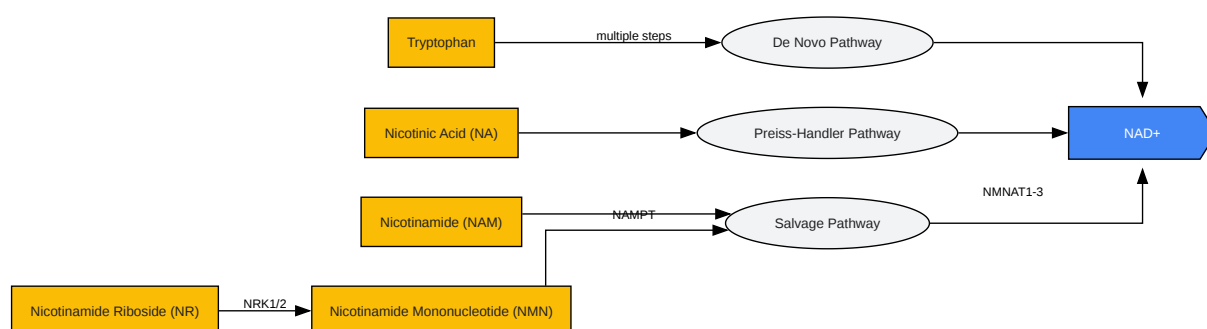 Tryptophan
multiple steps
De Novo Pathway
Nicotinic Acid (NA)
Preiss-Handler Pathway
NAD+
Nicotinamide (NAM)
NAMPT
Salvage Pathway
NMNAT1-3
Nicotinamide Riboside (NR)
NRK1/2
Nicotinamide Mononucleotide (NMN)